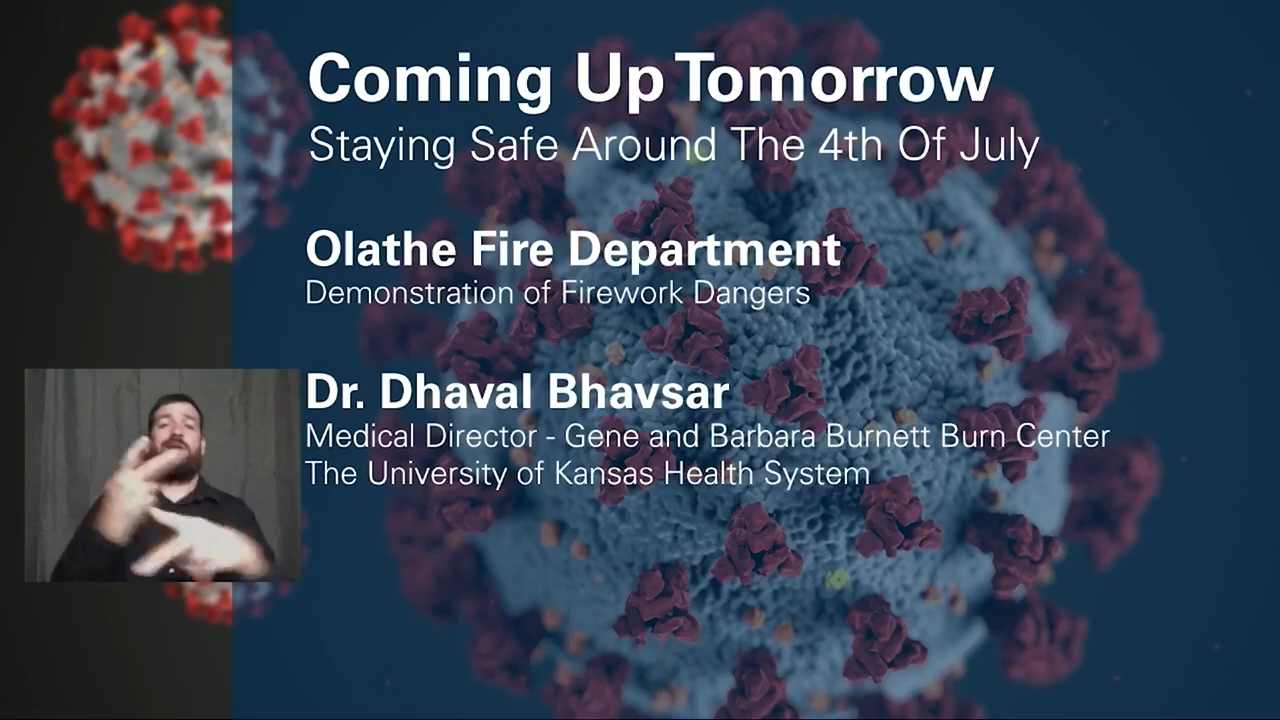 Coming Up Tomorrow
Staying Safe Around The 4th Of July
Olathe Fire Department
Demonstration of Firework Dangers
Dr. Dhaval Bhavsar
Medical Director - Gene and Barbara Burnett Burn Center
The University of Kansas Health System